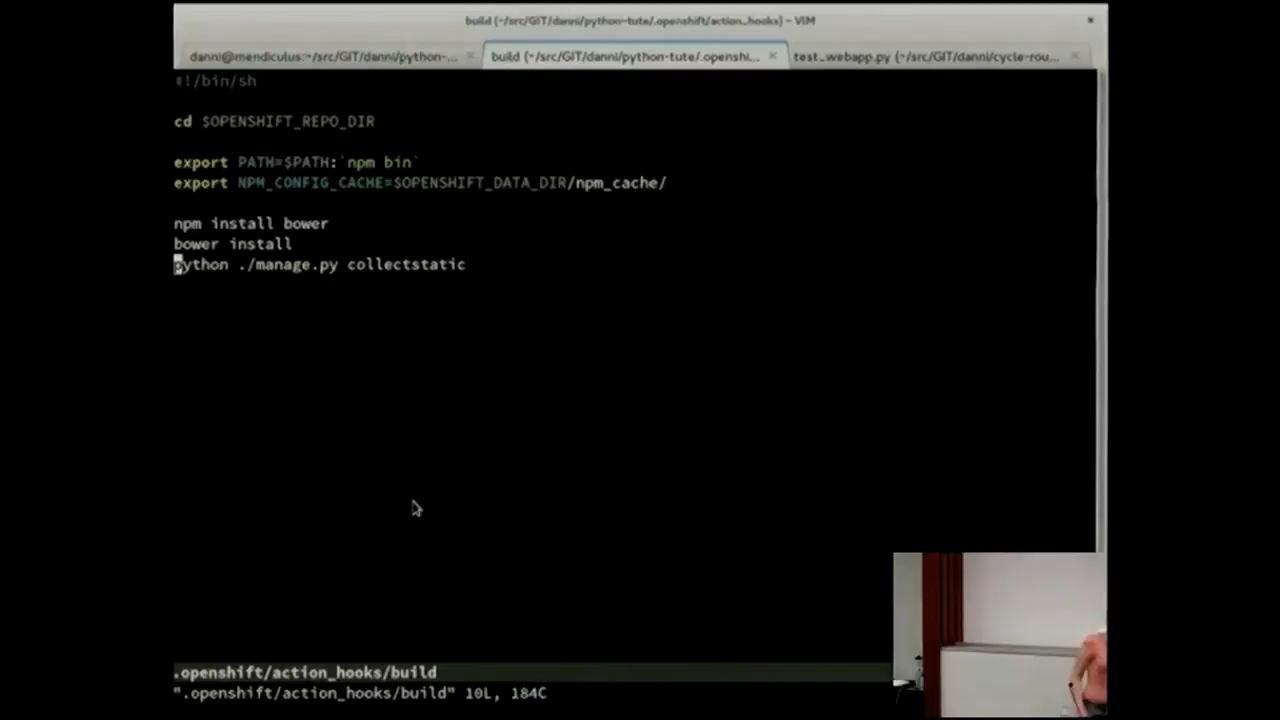 build (~/src/GIT/danni/python-tute/.openshift/action_hooks) - VIM
danni@mendiculus:~/src/GIT/danni/python-...
build (~/src/GIT/danni/python-tute/.openshi...
test_webapp.py (~/src/GIT/danni/cycle-rou...
#!/bin/sh
cd $OPENSHIFT_REPO_DIR
export PATH=$PATH:`npm bin`
export NPM_CONFIG_CACHE=$OPENSHIFT_DATA_DIR/npm_cache/
npm install bower
bower install
python ./manage.py collectstatic
.openshift/action_hooks/build
".openshift/action_hooks/build" 10L, 184C